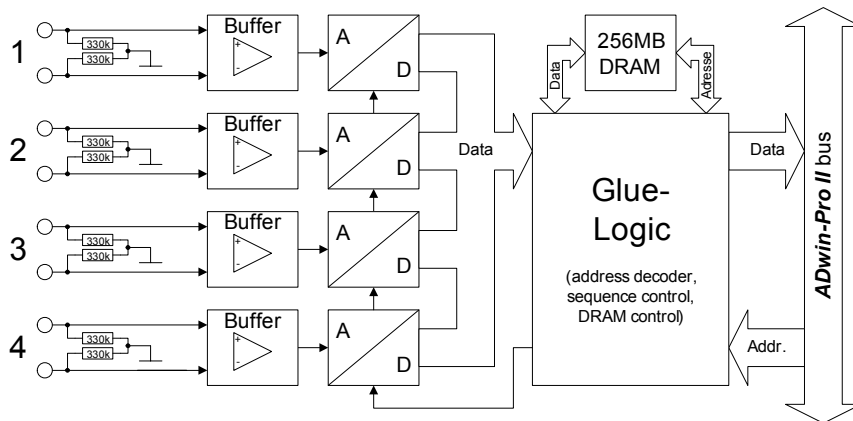 1
330k
330k
Buffer
+
-
A
D
2
330k
330k
Buffer
+
-
A
D
3
330k
330k
Buffer
+
-
A
D
4
330k
330k
Buffer
+
-
A
D
Data
256MB
DRAM
Data
Adresse
Glue-
Logic
(address decoder,
sequence control,
DRAM control)
Data
Addr.
ADwin-Pro II bus